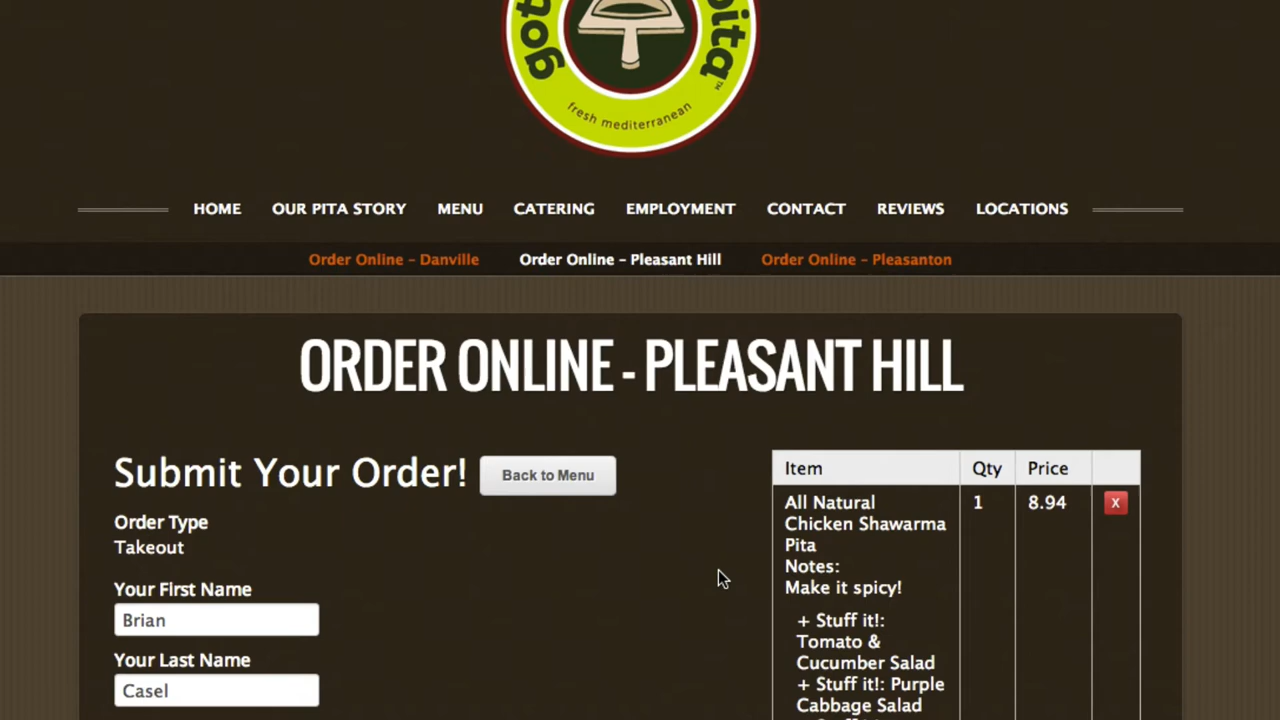 got
pita
TM
fresh mediterranean
HOME OUR PITA STORY MENU CATERING EMPLOYMENT CONTACT REVIEWS LOCATIONS
Order Online – Danville Order Online – Pleasant Hill Order Online – Pleasanton
ORDER ONLINE – PLEASANT HILL
Submit Your Order! Back to Menu
Order Type
Takeout
Your First Name
Brian
Your Last Name
Casel
Item Qty Price
All Natural 1 8.94 X
Chicken Shawarma
Pita
Notes:
Make it spicy!
+ Stuff it!:
Tomato &
Cucumber Salad
+ Stuff it!: Purple
Cabbage Salad